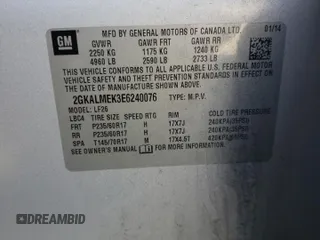 GM
MFD BY GENERAL MOTORS OF CANADA LTD.
01/14
GVWR GAWR FRT GAWR RR
2250 KG 1175 KG 1240 KG
4960 LB 2590 LB 2733 LB
THIS VEHICLE CONFORMS TO ALL APPLICABLE U.S. FEDERAL MOTOR
VEHICLE SAFETY AND THEFT PREVENTION STANDARDS IN EFFECT ON
THE DATE OF MANUFACTURE SHOWN ABOVE.
2GKALMEK3E6240076 TYPE: M.P.V.
MODEL: LF26
LBC4 TIRE SIZE SPEED RTG RIM COLD TIRE PRESSURE
FRT P235/60R17 H 17X7J 240KPA(35PSI)
RR P235/60R17 H 17X7J 240KPA(35PSI)
SPA T145/70R17 M 17X4.5T 420KPA(60PSI)
SEE OWNER'S MANUAL FOR MORE INFORMATION.
DREAMBID